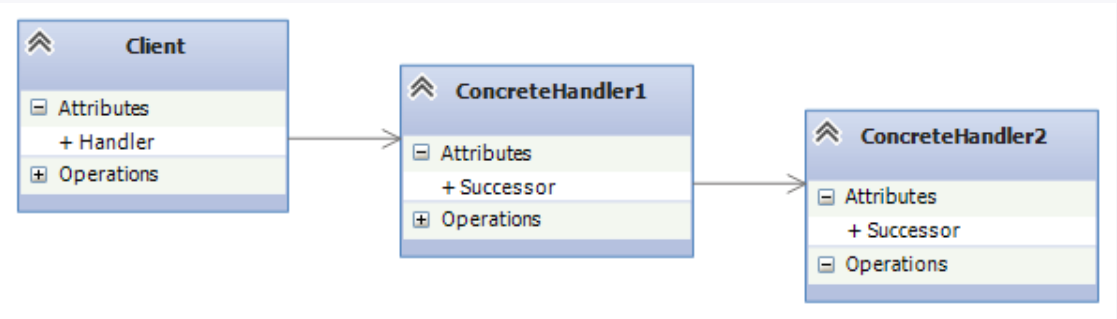 Client
Attributes
+ Handler
Operations
ConcreteHandler1
Attributes
+ Successor
Operations
ConcreteHandler2
Attributes
+ Successor
Operations